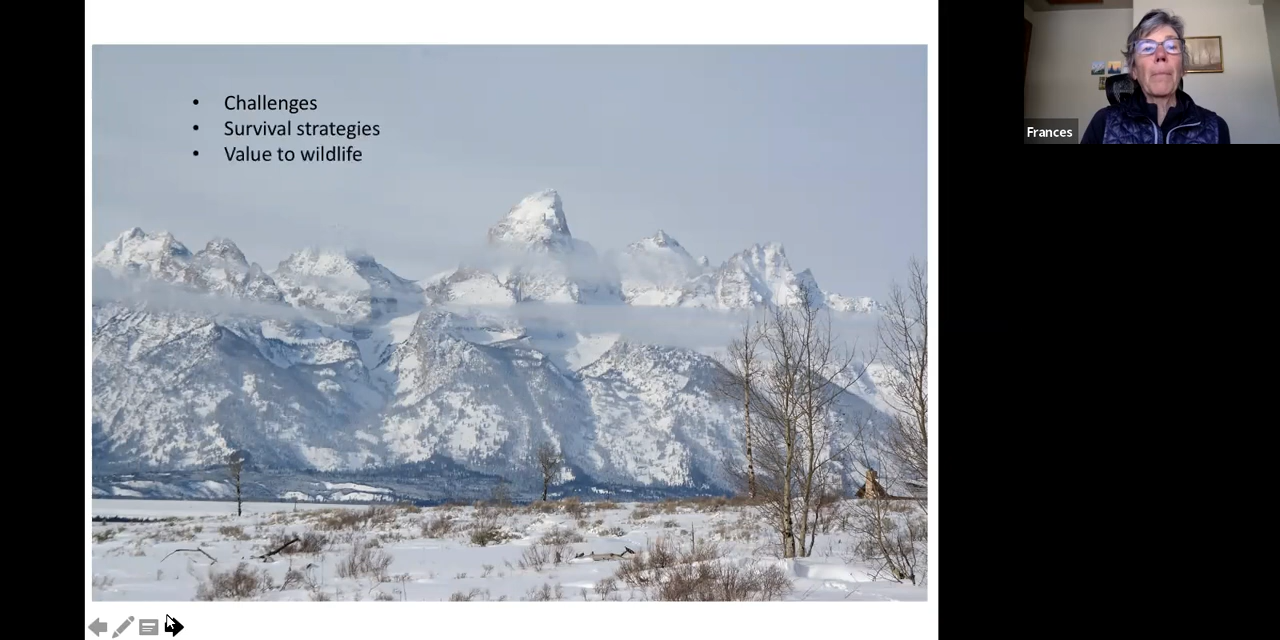 • Challenges
• Survival strategies
• Value to wildlife
Frances